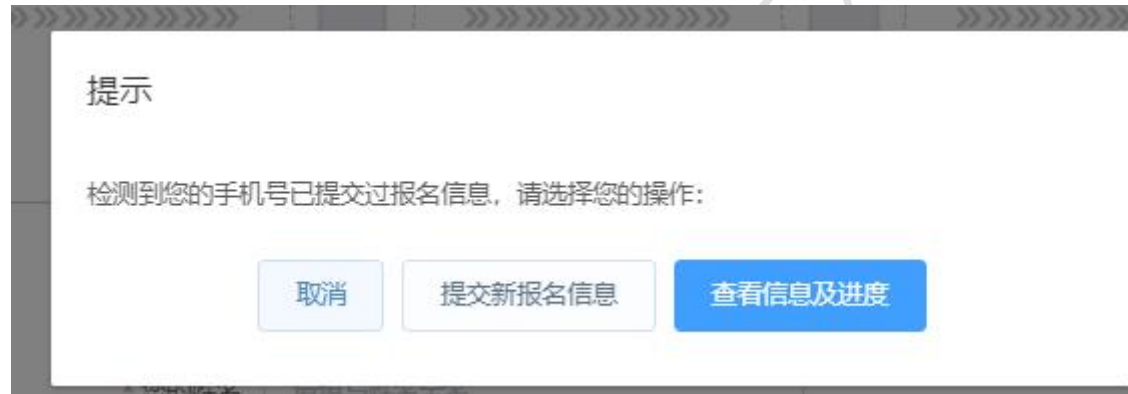 提示
检测到您的手机号已提交过报名信息，请选择您的操作：
取消
提交新报名信息
查看信息及进度